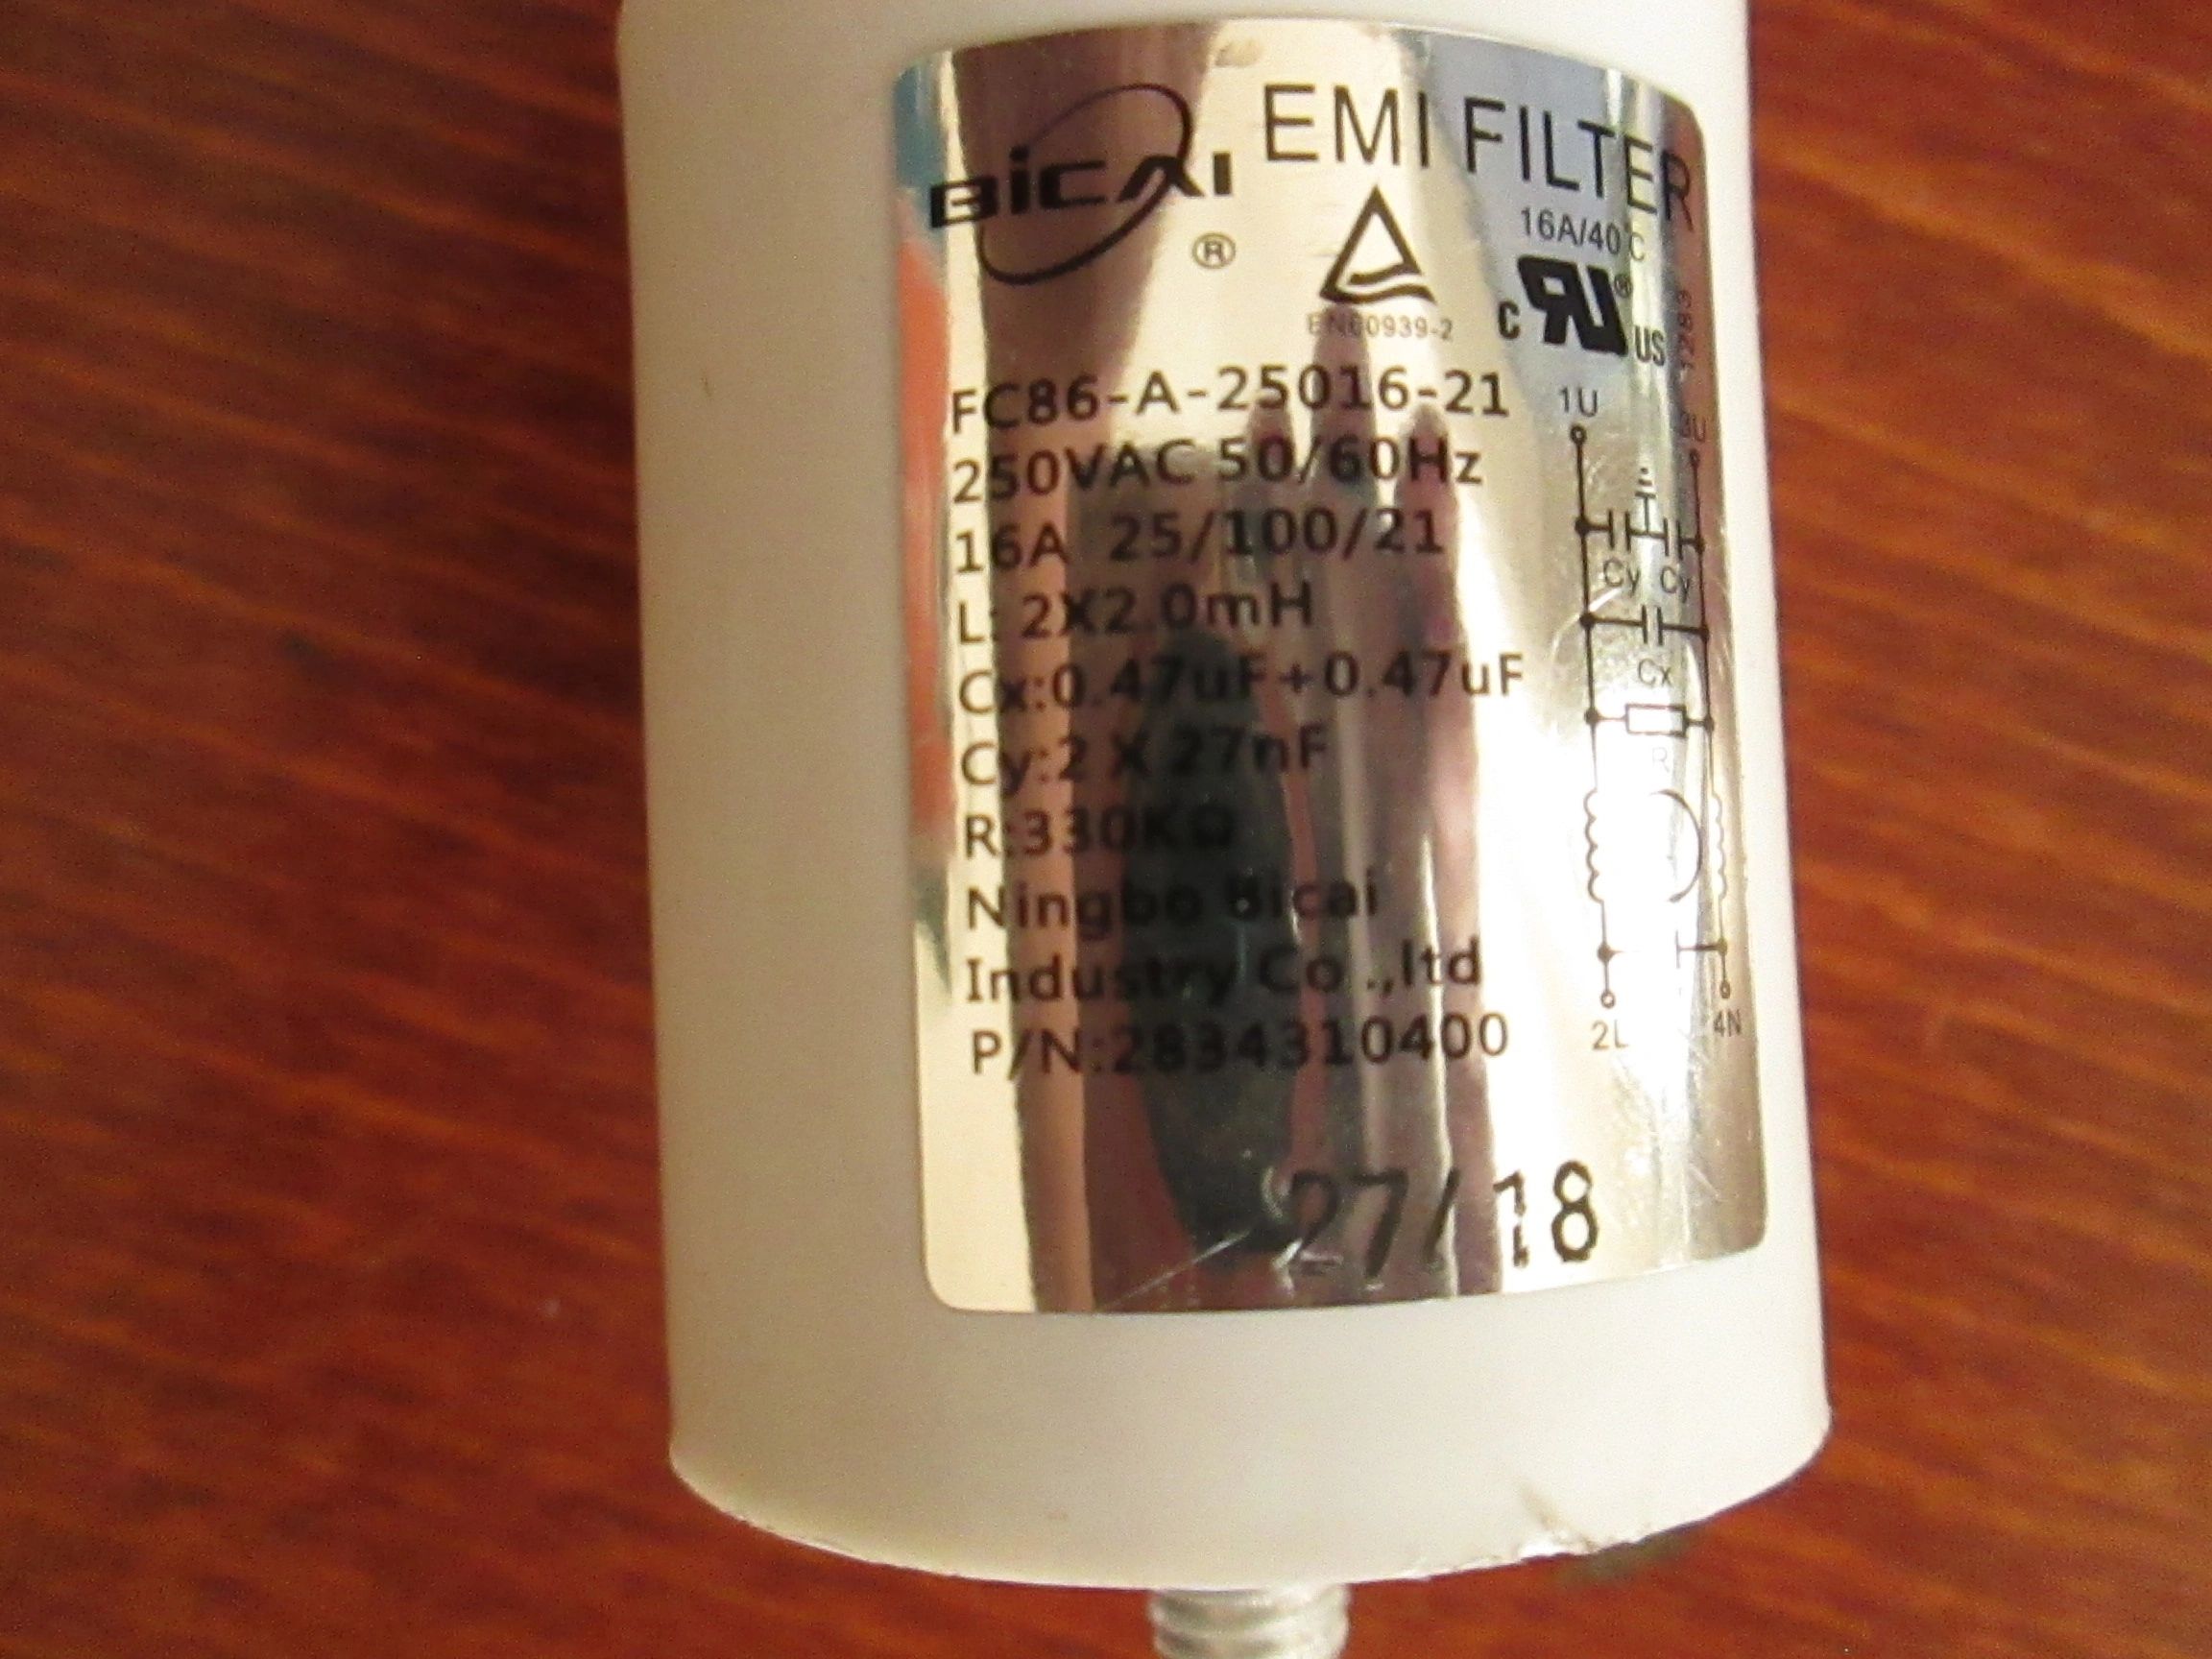 BiCAI EMI FILTER
®
16A/40°C
EN60939-2
c RU® US
1283
FC86-A-25016-21
250VAC 50/60Hz
16A 25/100/21
L: 2X2.0mH
Cx:0.47uF+0.47uF
Cy:2 X 27nF
R:330KΩ
Ningbo Bicai
Industry Co .,ltd
P/N:2834310400
1U
3U
Cy Cy
Cx
R
2L
4N
27/18